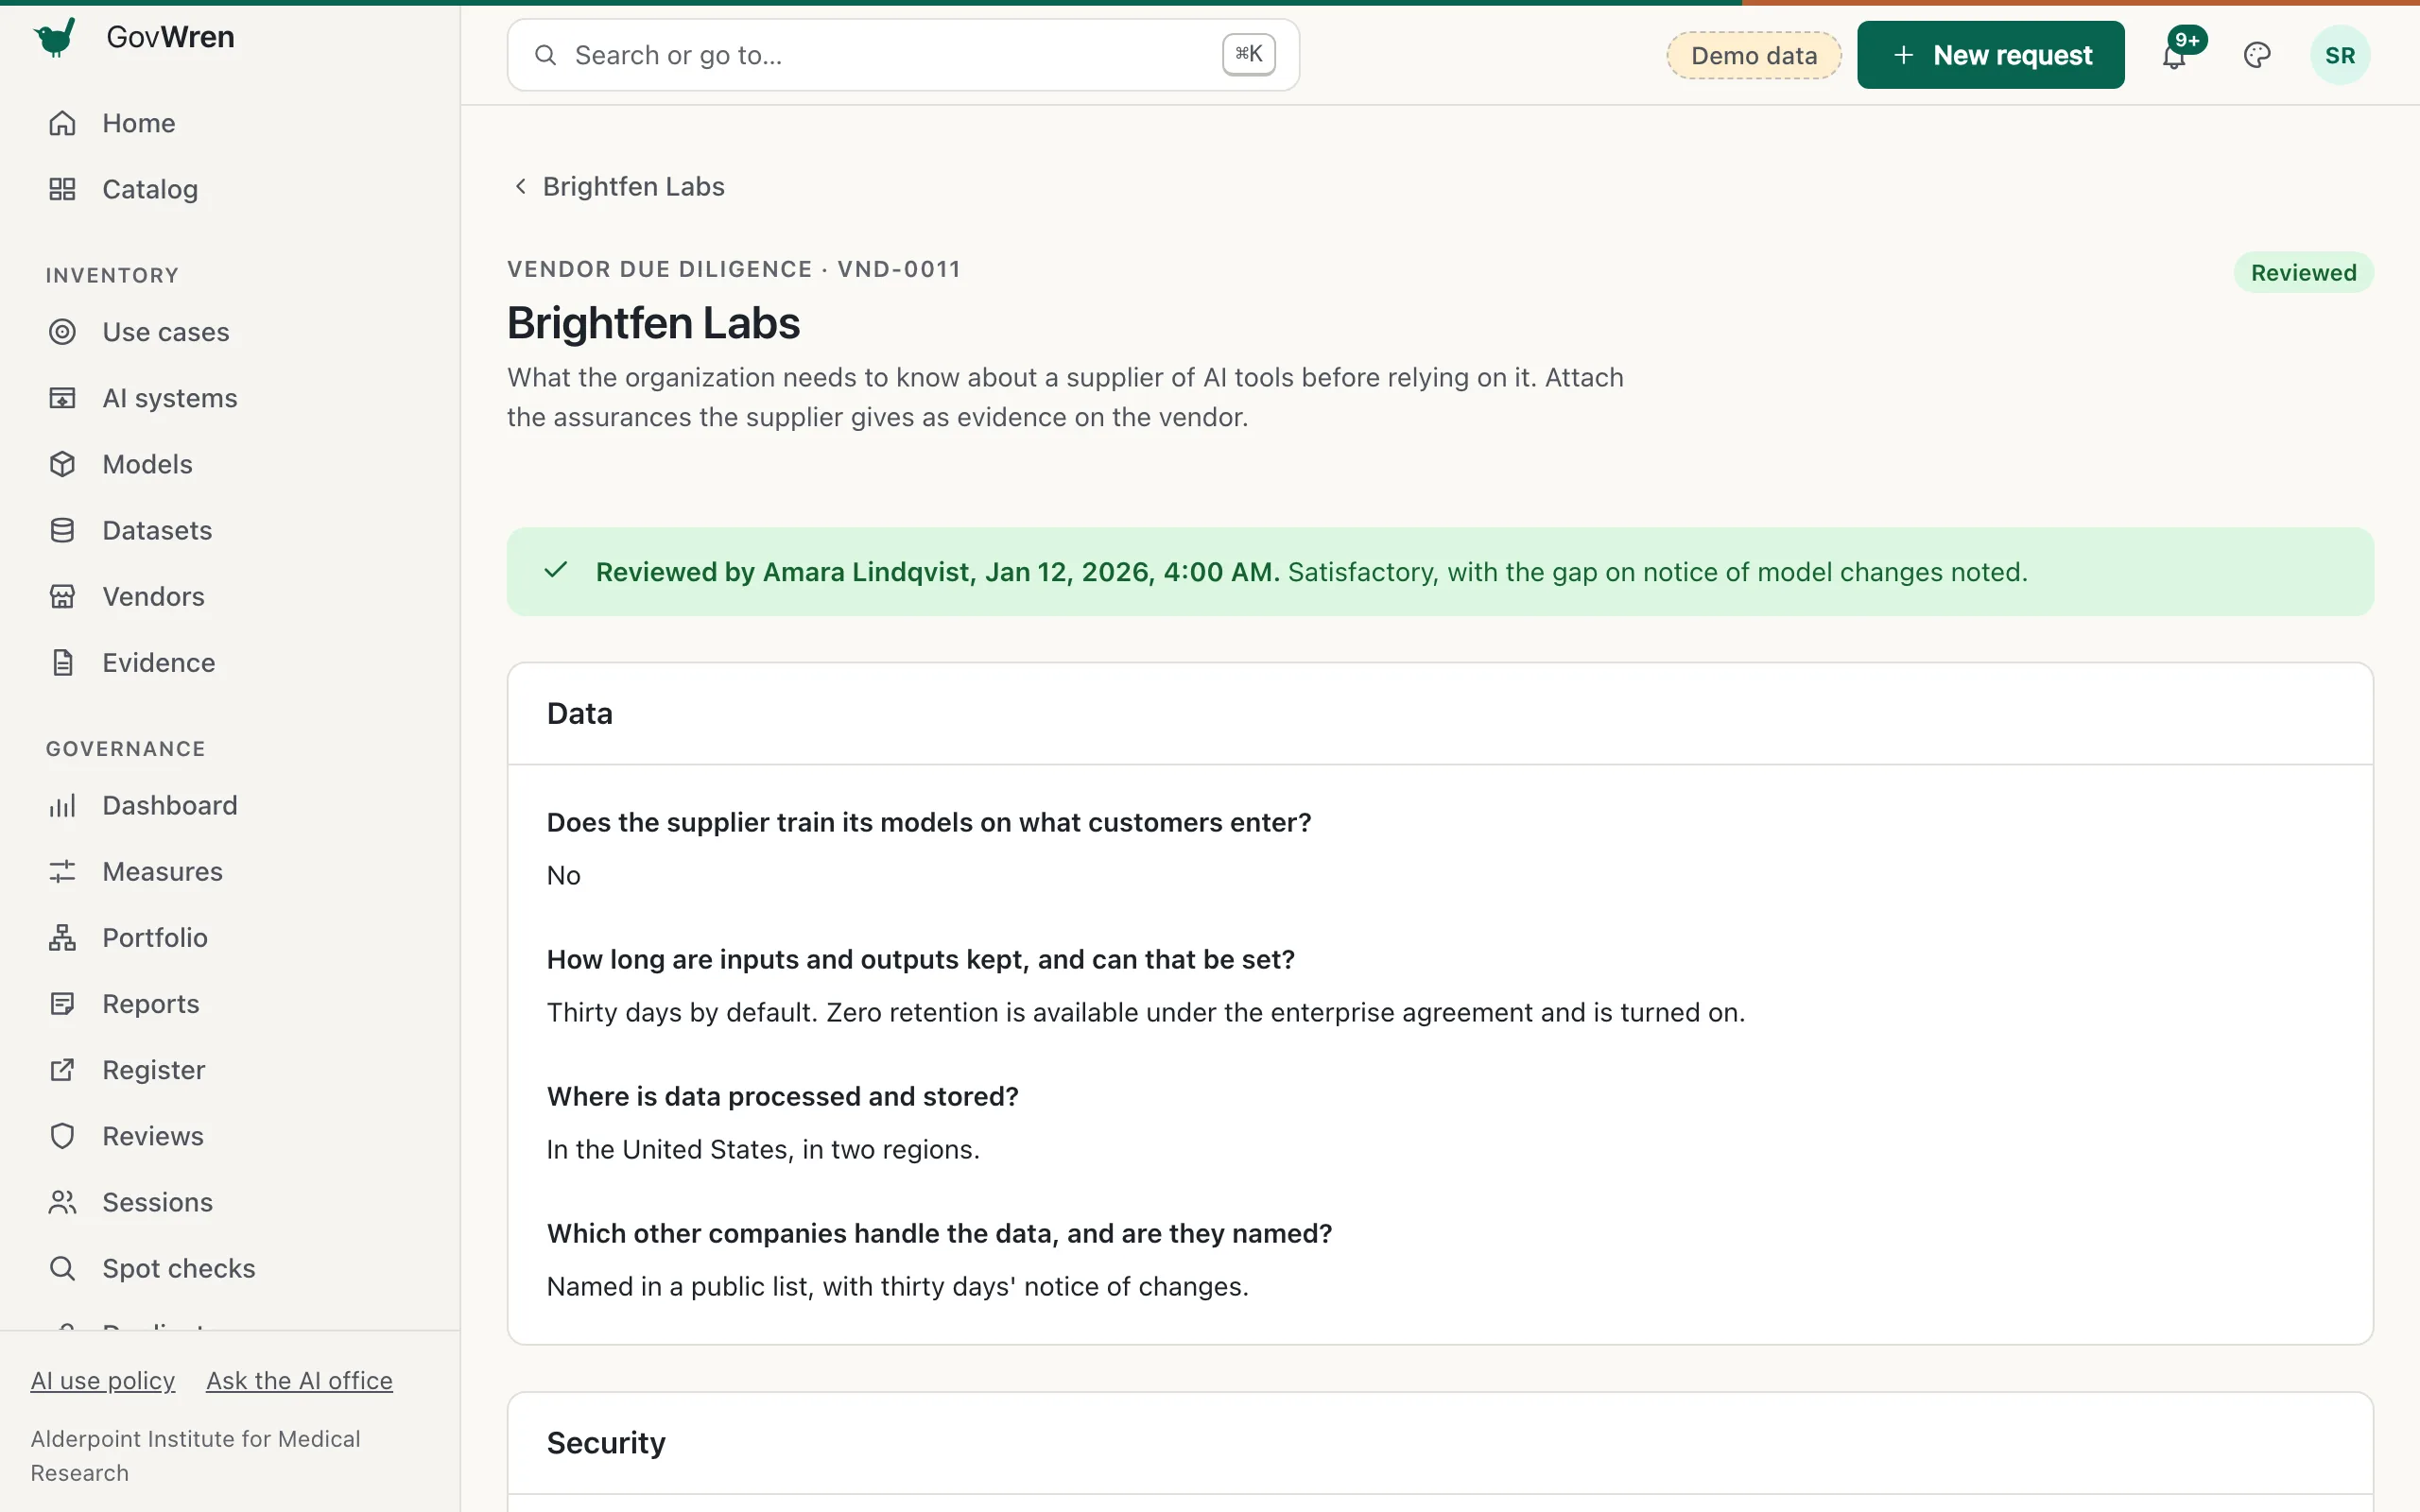 GovWren
Search or go to...
⌘K
Demo data
New request
9+
SR
Home
Catalog
INVENTORY
Use cases
AI systems
Models
Datasets
Vendors
Evidence
GOVERNANCE
Dashboard
Measures
Portfolio
Reports
Register
Reviews
Sessions
Spot checks
AI use policy
Ask the AI office
Alderpoint Institute for Medical
Research
Brightfen Labs
VENDOR DUE DILIGENCE · VND-0011
Reviewed
Brightfen Labs
What the organization needs to know about a supplier of AI tools before relying on it. Attach
the assurances the supplier gives as evidence on the vendor.
Reviewed by Amara Lindqvist, Jan 12, 2026, 4:00 AM. Satisfactory, with the gap on notice of model changes noted.
Data
Does the supplier train its models on what customers enter?
No
How long are inputs and outputs kept, and can that be set?
Thirty days by default. Zero retention is available under the enterprise agreement and is turned on.
Where is data processed and stored?
In the United States, in two regions.
Which other companies handle the data, and are they named?
Named in a public list, with thirty days' notice of changes.
Security